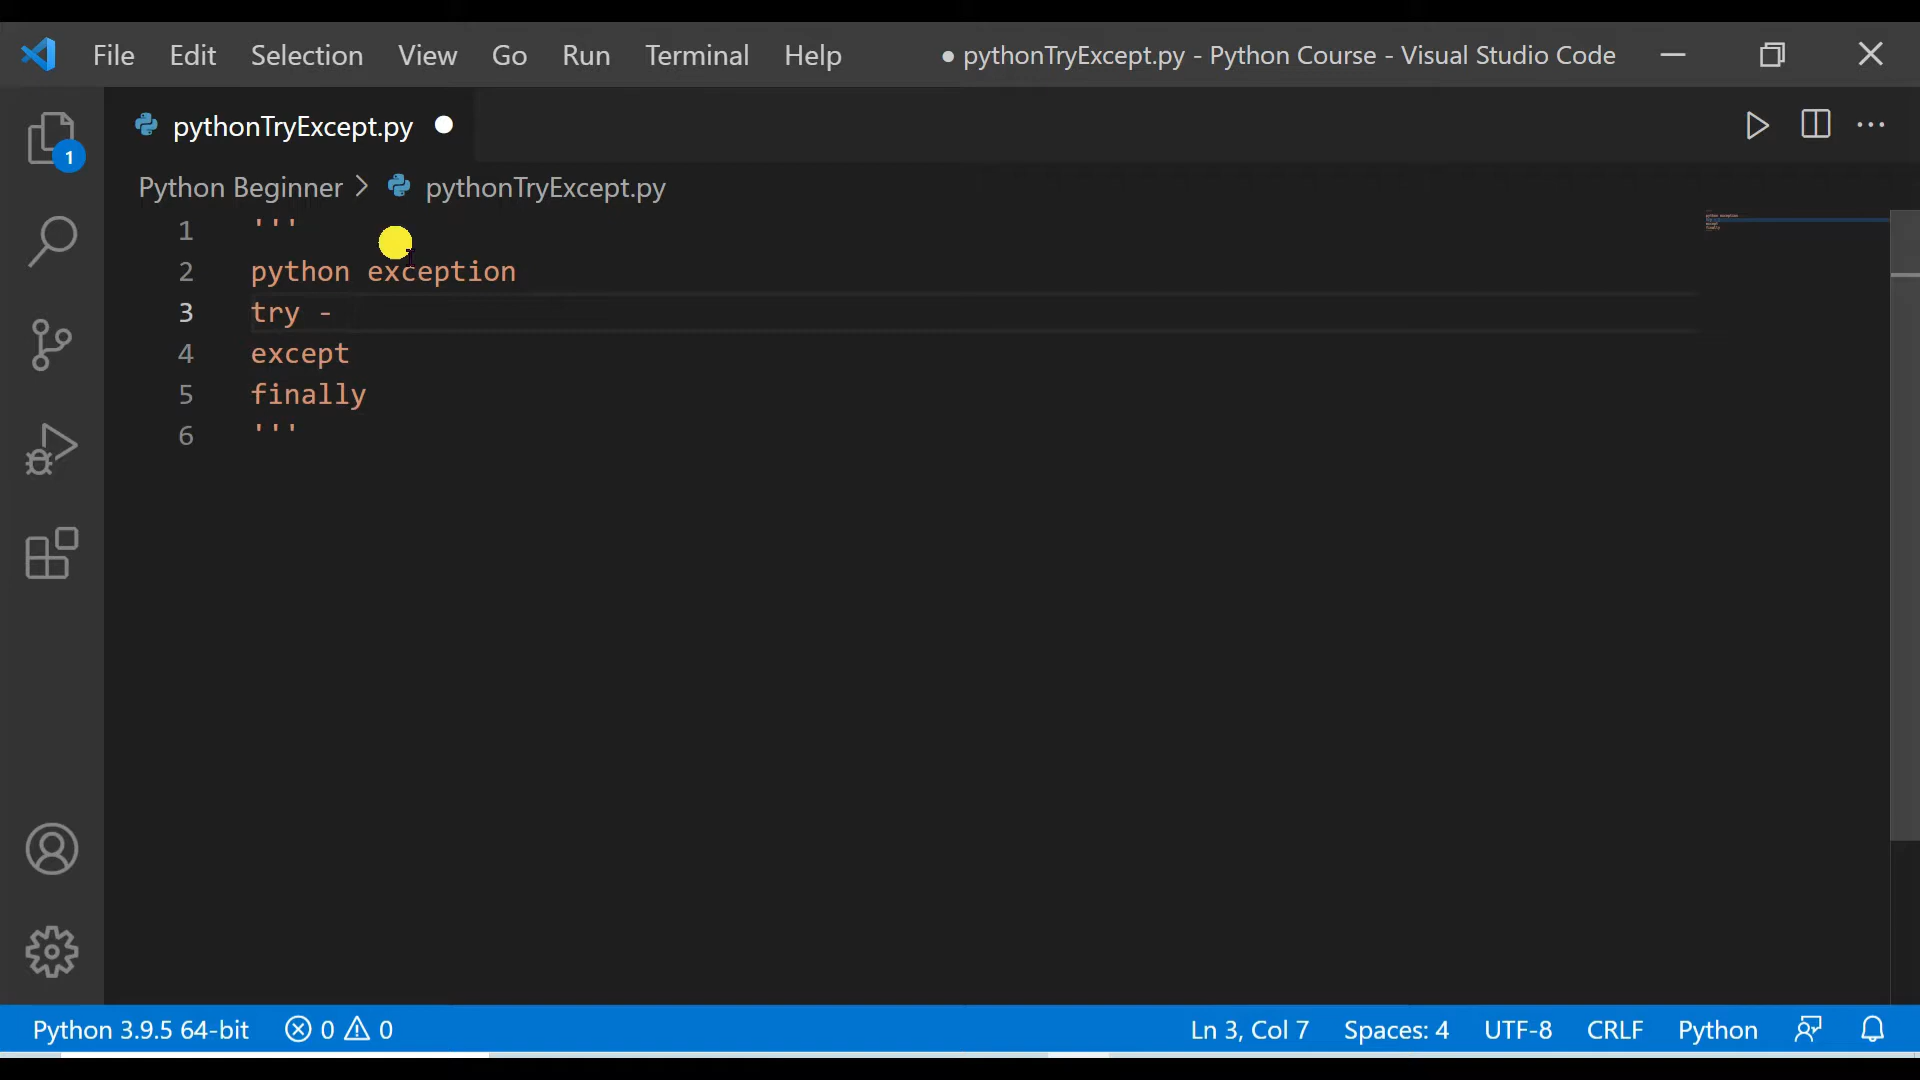 File Edit Selection View Go Run Terminal Help ● pythonTryExcept.py - Python Course - Visual Studio Code
pythonTryExcept.py
1
Python Beginner > pythonTryExcept.py
1 '''
2 python exception
3 try -
4 except
5 finally
6 '''
Python 3.9.5 64-bit 0 0 Ln 3, Col 7 Spaces: 4 UTF-8 CRLF Python